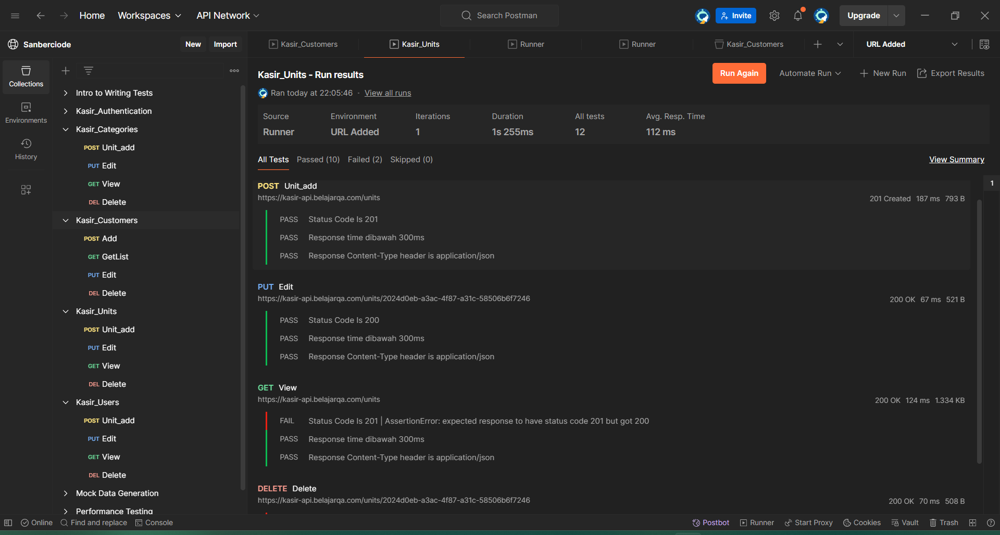 Home Workspaces API Network Search Postman Invite Upgrade
Sanberciode New Import
Kasir_Customers Kasir_Units Runner Runner Kasir_Customers URL Added
Collections
Environments
History
Intro to Writing Tests
Kasir_Authentication
Kasir_Categories
POST Unit_add
PUT Edit
GET View
DEL Delete
Kasir_Customers
POST Add
GET GetList
PUT Edit
DEL Delete
Kasir_Units
POST Unit_add
PUT Edit
GET View
DEL Delete
Kasir_Users
POST Unit_add
PUT Edit
GET View
DEL Delete
Mock Data Generation
Performance Testing
Kasir_Units - Run results
Run Again Automate Run New Run Export Results
Ran today at 22:05:46 · View all runs
Source Environment Iterations Duration All tests Avg. Resp. Time
Runner URL Added 1 1s 255ms 12 112 ms
All Tests Passed (10) Failed (2) Skipped (0) View Summary
1
POST Unit_add
https://kasir-api.belajarqa.com/units
201 Created 187 ms 793 B
PASS Status Code Is 201
PASS Response time dibawah 300ms
PASS Response Content-Type header is application/json
PUT Edit
https://kasir-api.belajarqa.com/units/2024d0eb-a3ac-4f87-a31c-58506b6f7246
200 OK 67 ms 521 B
PASS Status Code Is 200
PASS Response time dibawah 300ms
PASS Response Content-Type header is application/json
GET View
https://kasir-api.belajarqa.com/units
200 OK 124 ms 1.334 KB
FAIL Status Code Is 201 | AssertionError: expected response to have status code 201 but got 200
PASS Response time dibawah 300ms
PASS Response Content-Type header is application/json
DELETE Delete
https://kasir-api.belajarqa.com/units/2024d0eb-a3ac-4f87-a31c-58506b6f7246
200 OK 70 ms 508 B
Online Find and replace Console Postbot Runner Start Proxy Cookies Vault Trash